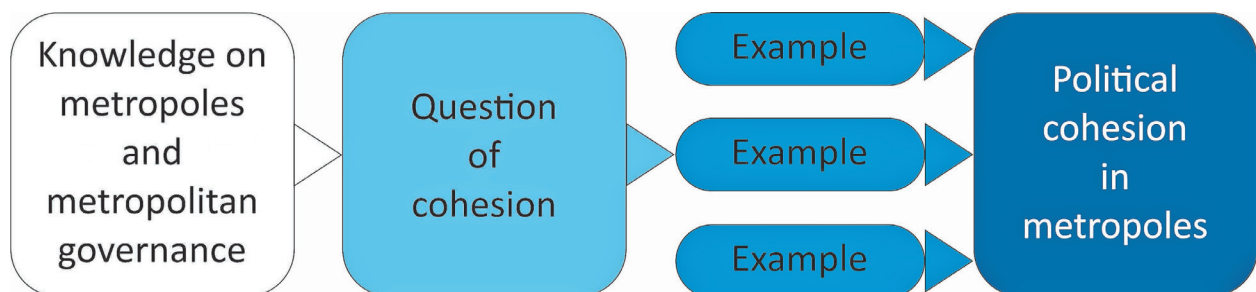 Knowledge on
metropoles
and
metropolitan
governance
Question
of
cohesion
Example
Example
Example
Political
cohesion
in
metropoles